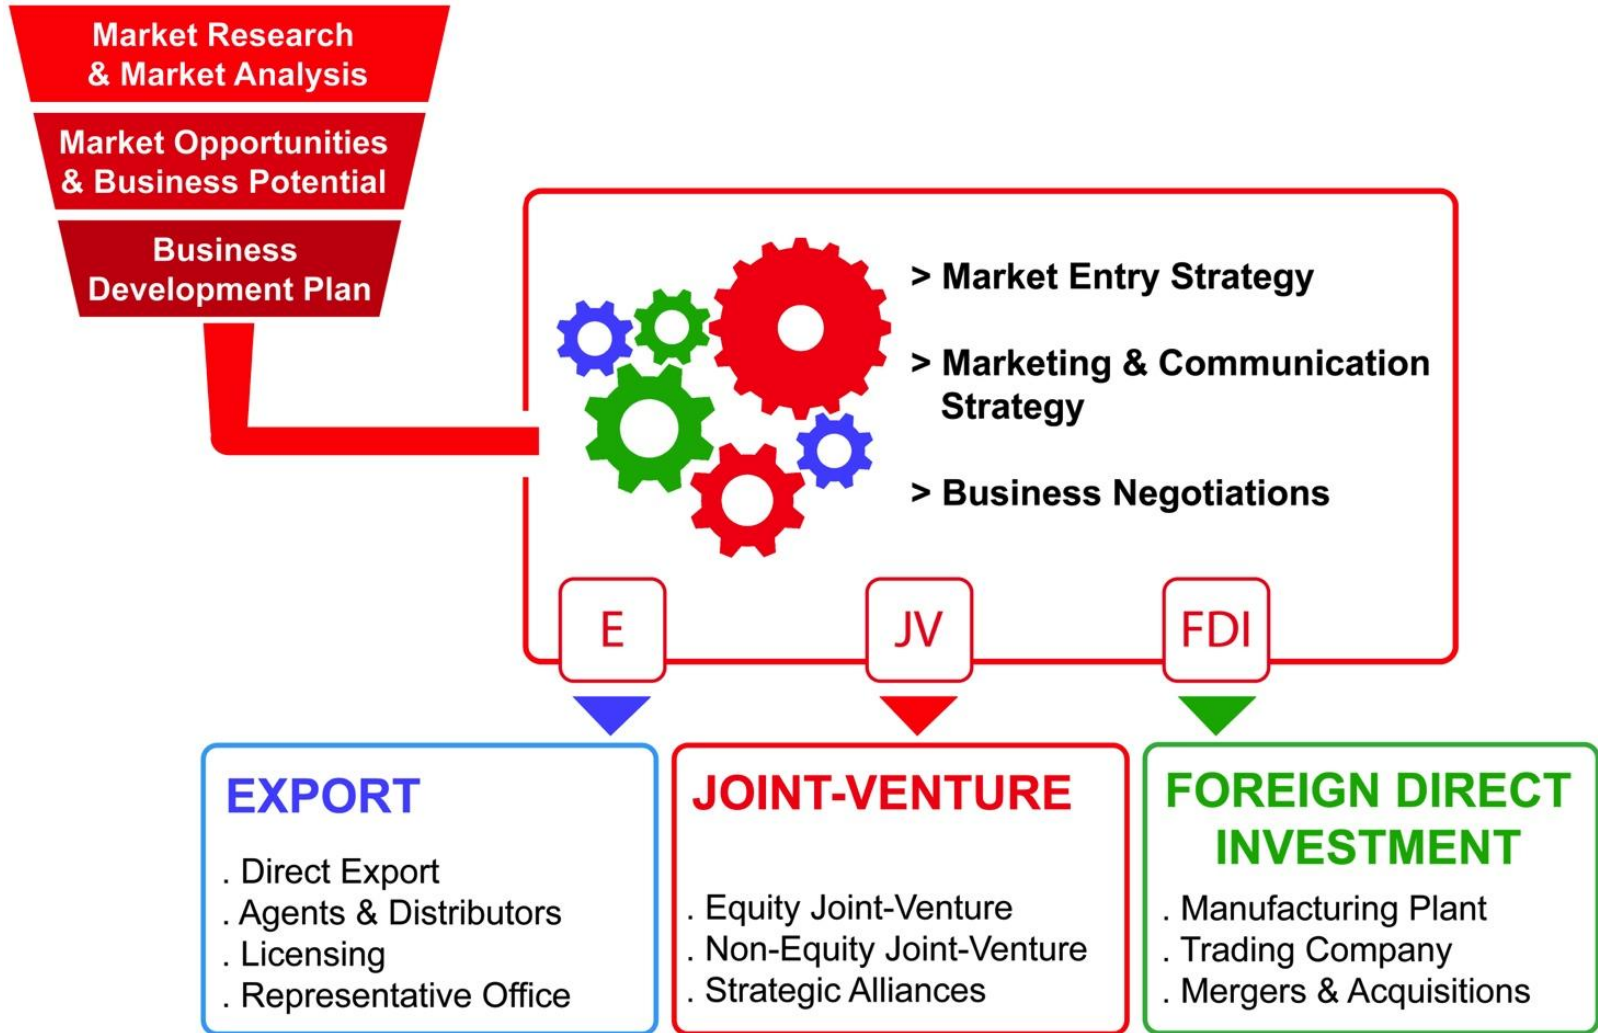 Market Research
& Market Analysis
Market Opportunities
& Business Potential
Business
Development Plan
> Market Entry Strategy
> Marketing & Communication
Strategy
> Business Negotiations
E
JV
FDI
EXPORT
. Direct Export
. Agents & Distributors
. Licensing
. Representative Office
JOINT-VENTURE
. Equity Joint-Venture
. Non-Equity Joint-Venture
. Strategic Alliances
FOREIGN DIRECT
INVESTMENT
. Manufacturing Plant
. Trading Company
. Mergers & Acquisitions